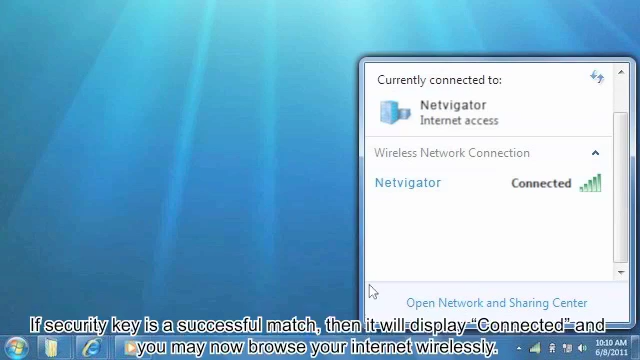 Currently connected to:
Netvigator
Internet access
Wireless Network Connection
Netvigator Connected
Open Network and Sharing Center
If security key is a successful match, then it will display “Connected” and
you may now browse your internet wirelessly.
10:10 AM
6/8/2011